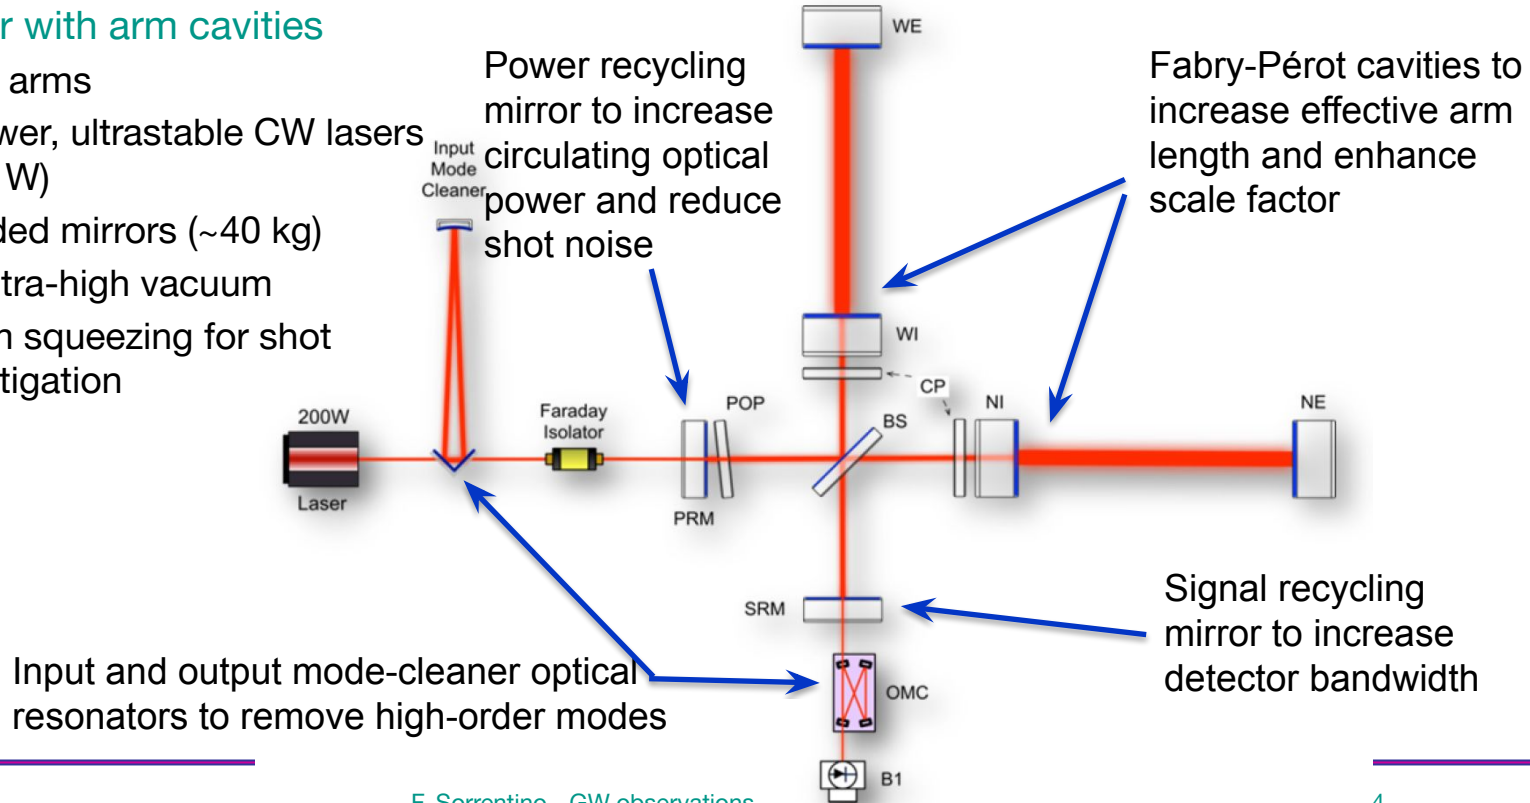 r with arm cavities
arms
wer, ultrastable CW lasers
W)
ded mirrors (~40 kg)
tra-high vacuum
n squeezing for shot
tigation
Input
Mode
Cleaner
Power recycling
mirror to increase
circulating optical
power and reduce
shot noise
WE
Fabry-Pérot cavities to
increase effective arm
length and enhance
scale factor
WI
CP
200W
Laser
Faraday
Isolator
POP
PRM
BS
NI
NE
SRM
Signal recycling
mirror to increase
detector bandwidth
Input and output mode-cleaner optical
resonators to remove high-order modes
OMC
B1
F. Sorrentino - GW observations
4